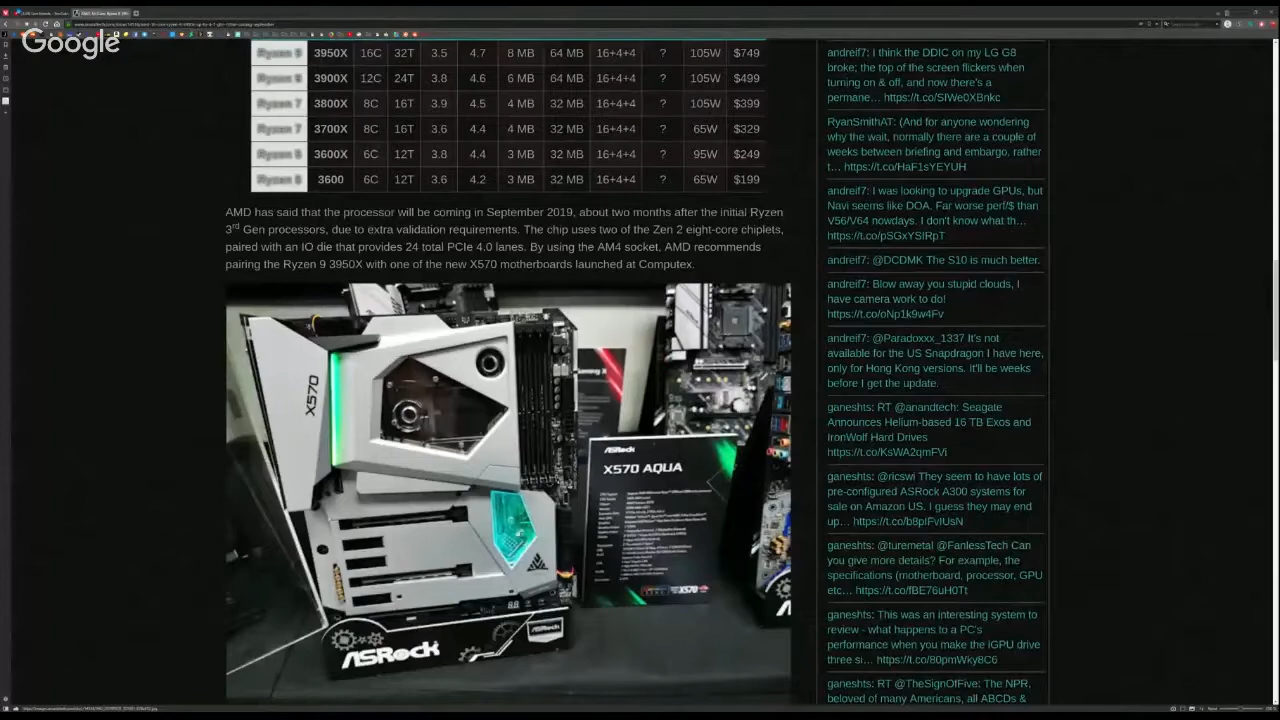 Google
Ryzen 9 3950X 16C 32T 3.5 4.7 8 MB 64 MB 16+4+4 ? 105W $749
Ryzen 9 3900X 12C 24T 3.8 4.6 6 MB 64 MB 16+4+4 ? 105W $499
Ryzen 7 3800X 8C 16T 3.9 4.5 4 MB 32 MB 16+4+4 ? 105W $399
Ryzen 7 3700X 8C 16T 3.6 4.4 4 MB 32 MB 16+4+4 ? 65W $329
Ryzen 5 3600X 6C 12T 3.8 4.4 3 MB 32 MB 16+4+4 ? $249
Ryzen 5 3600 6C 12T 3.6 4.2 3 MB 32 MB 16+4+4 ? 65W $199
AMD has said that the processor will be coming in September 2019, about two months after the initial Ryzen
3rd Gen processors, due to extra validation requirements. The chip uses two of the Zen 2 eight-core chiplets,
paired with an IO die that provides 24 total PCIe 4.0 lanes. By using the AM4 socket, AMD recommends
pairing the Ryzen 9 3950X with one of the new X570 motherboards launched at Computex.
X570
ASRock
X570 AQUA
X570
ASRock
ASRock
andreif7: I think the DDIC on the LG G8
broke; the top of the screen flickers when
turning on & off, and now there's a
permane… https://t.co/SIWe0XBnkc
RyanSmithAT: (And for anyone wondering
why the wait, normally there are a couple of
weeks between briefing and embargo, rather
t… https://t.co/HaF1sYEYUH
andreif7: I was looking to upgrade GPUs, but
Navi seems like DOA. Far worse perf/$ than
V56/V64 nowdays. I don't know what th…
https://t.co/pSGxYSIRpT
andreif7: @DCDMK The S10 is much better.
andreif7: Blow away you stupid clouds, I
have camera work to do!
https://t.co/oNp1k9w4Fv
andreif7: @Paradoxxx_1337 It's not
available for the US Snapdragon I have here,
only for Hong Kong versions. It'll be weeks
before I get the update.
ganeshts: RT @anandtech: Seagate
Announces Helium-based 16 TB Exos and
IronWolf Hard Drives
https://t.co/KsWA2qmFVi
ganeshts: @ricswi They seem to have lots of
pre-configured ASRock A300 systems for
sale on Amazon US. I guess they may end
up… https://t.co/b8pIFvIUsN
ganeshts: @hudmetal @FanlessTech Can
you give more details? For example, the
specifications (motherboard, processor, GPU
etc… https://t.co/fBE76uH0Tt
ganeshts: This was an interesting system to
review - what happens to a PC's
performance when you make the iGPU drive
three si… https://t.co/80pmWky8C6
ganeshts: RT @TheSignOfFive: The NPR,
beloved of many Americans, all ABCDs &